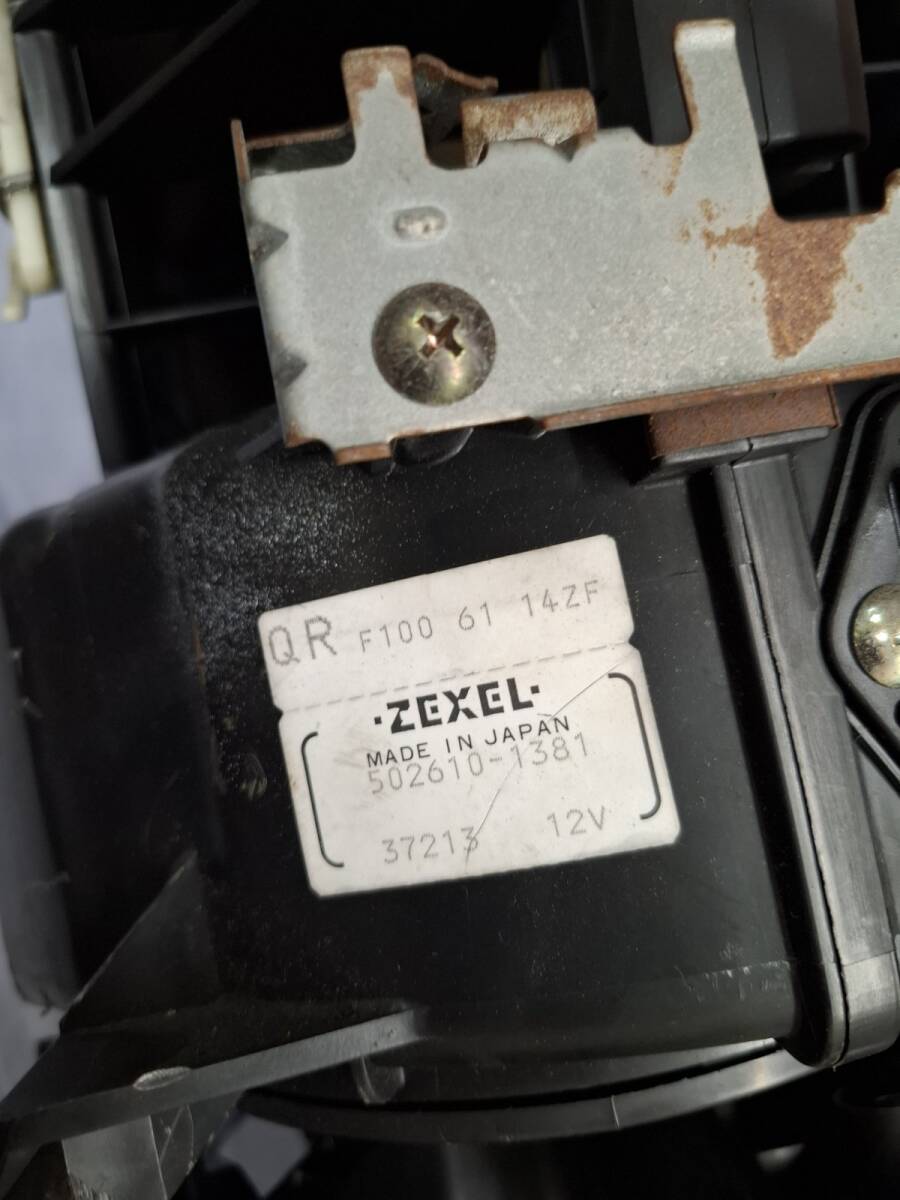 QR F100 61 14ZF
·ZEXEL·
MADE IN JAPAN
502610-1381
37213 12V